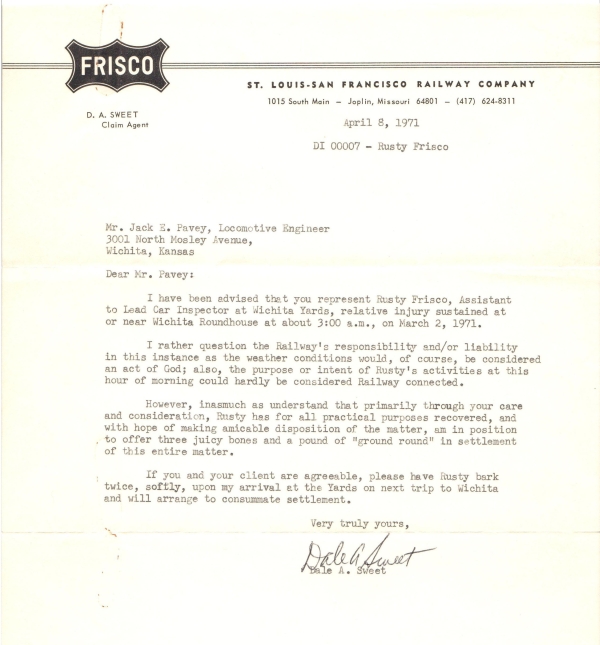 FRISCO
ST. LOUIS-SAN FRANCISCO RAILWAY COMPANY
1015 South Main – Joplin, Missouri 64801 – (417) 624-8311
D. A. SWEET
Claim Agent
April 8, 1971
DI 00007 - Rusty Frisco
Mr. Jack E. Pavey, Locomotive Engineer
3001 North Mosley Avenue,
Wichita, Kansas
Dear Mr. Pavey:
I have been advised that you represent Rusty Frisco, Assistant
to Lead Car Inspector at Wichita Yards, relative injury sustained at
or near Wichita Roundhouse at about 3:00 a.m., on March 2, 1971.
I rather question the Railway's responsibility and/or liability
in this instance as the weather conditions would, of course, be considered
an act of God; also, the purpose or intent of Rusty's activities at this
hour of morning could hardly be considered Railway connected.
However, inasmuch as understand that primarily through your care
and consideration, Rusty has for all practical purposes recovered, and
with hope of making amicable disposition of the matter, am in position
to offer three juicy bones and a pound of "ground round" in settlement
of this entire matter.
If you and your client are agreeable, please have Rusty bark
twice, softly, upon my arrival at the Yards on next trip to Wichita
and will arrange to consummate settlement.
Very truly yours,
Dale A Sweet
Dale A. Sweet